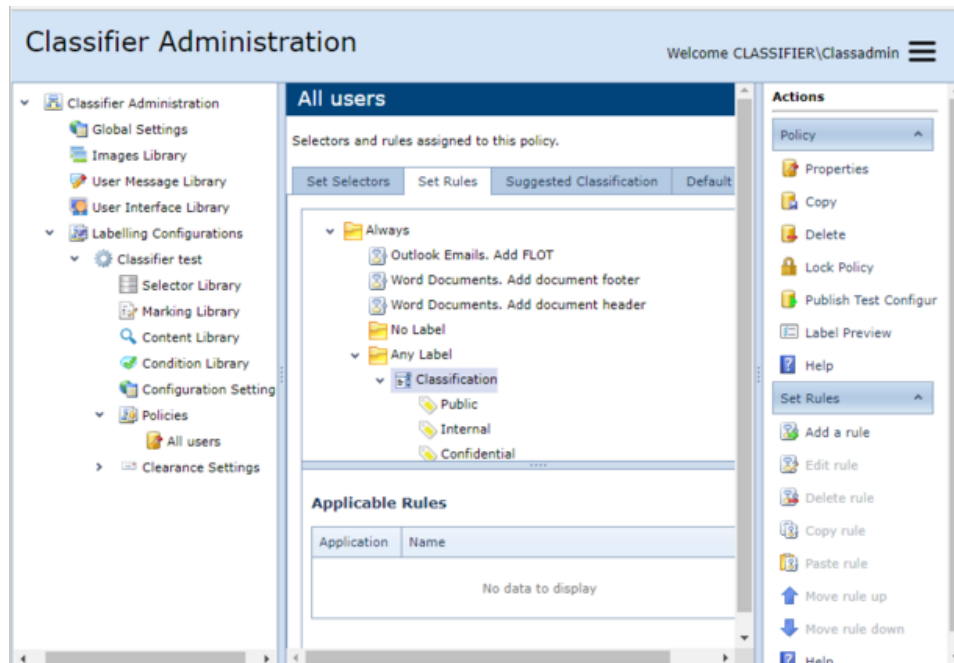 Classifier Administration
Welcome CLASSIFIER\Classadmin
Classifier Administration
Global Settings
Images Library
User Message Library
User Interface Library
Labelling Configurations
Classifier test
Selector Library
Marking Library
Content Library
Condition Library
Configuration Setting
Policies
All users
Clearance Settings
All users
Selectors and rules assigned to this policy.
Set Selectors
Set Rules
Suggested Classification
Default
Always
Outlook Emails. Add FLOT
Word Documents. Add document footer
Word Documents. Add document header
No Label
Any Label
Classification
Public
Internal
Confidential
Applicable Rules
Application
Name
No data to display
Actions
Policy
Properties
Copy
Delete
Lock Policy
Publish Test Configur
Label Preview
Help
Set Rules
Add a rule
Edit rule
Delete rule
Copy rule
Paste rule
Move rule up
Move rule down
Help